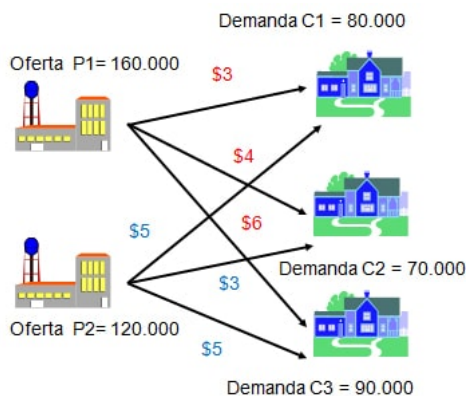 Demanda C1 = 80.000
Oferta P1= 160.000
$3
$4
$5
$6
$3
Demanda C2 = 70.000
Oferta P2= 120.000
$5
Demanda C3 = 90.000